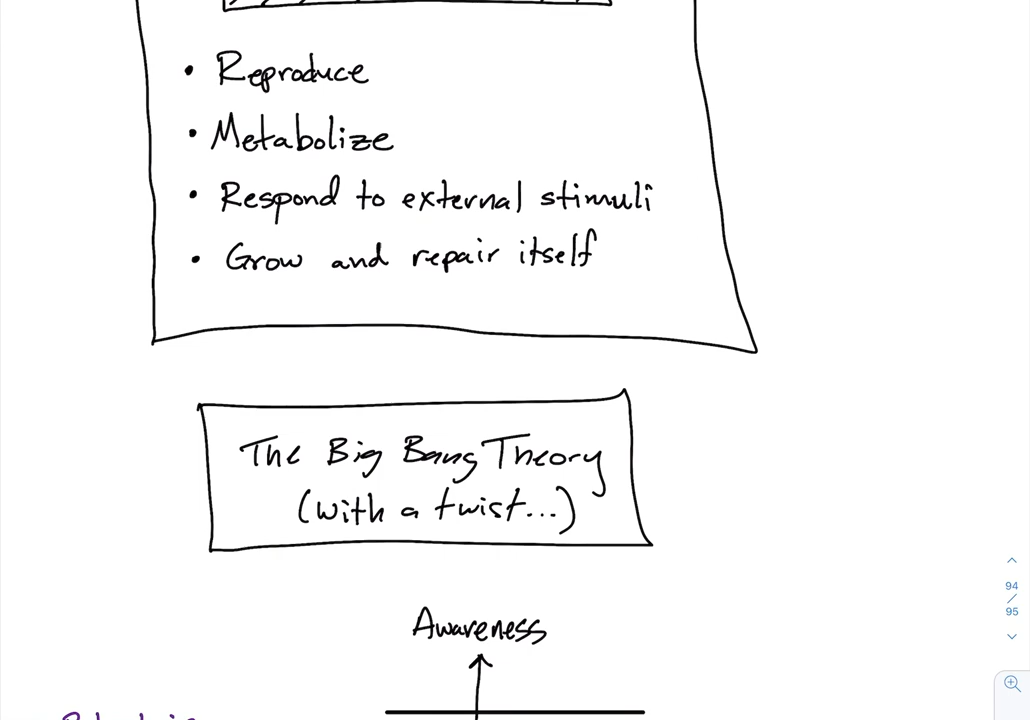 • Reproduce
• Metabolize
• Respond to external stimuli
• Grow and repair itself
The Big Bang Theory
(with a twist...)
Awareness
94
/
95